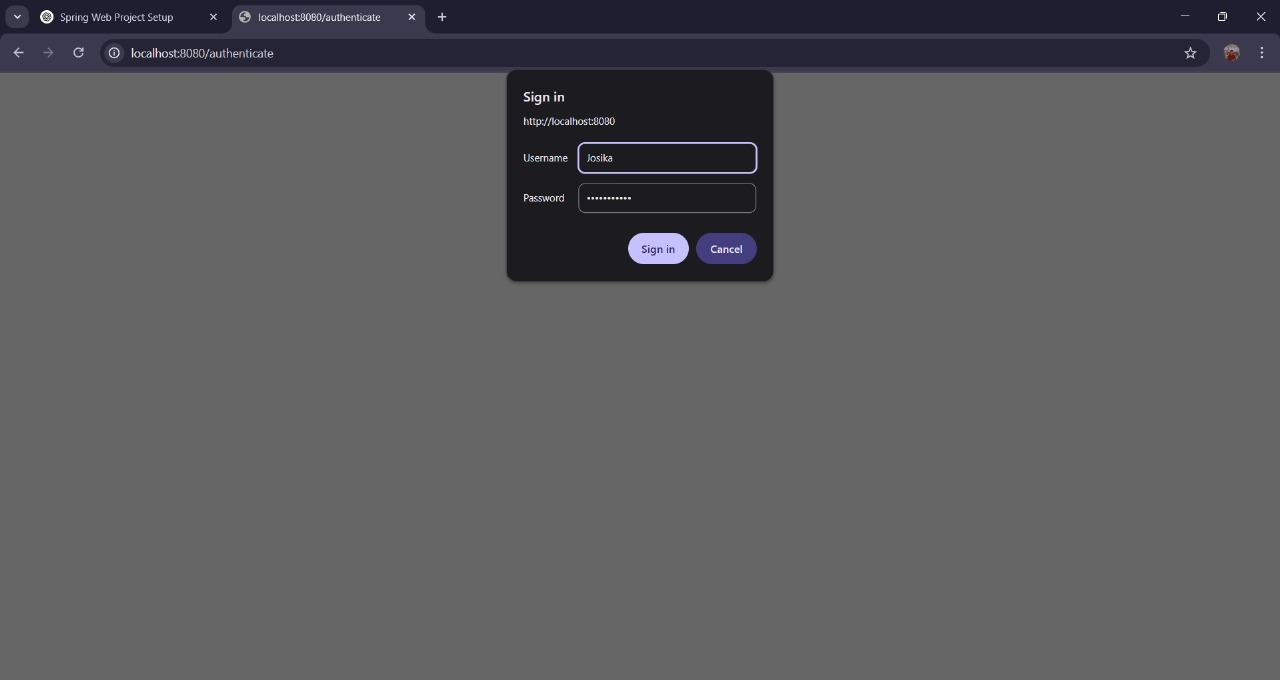 Spring Web Project Setup
localhost:8080/authenticate
localhost:8080/authenticate
Sign in
http://localhost:8080
Username Josika
Password •••••••••••
Sign in Cancel